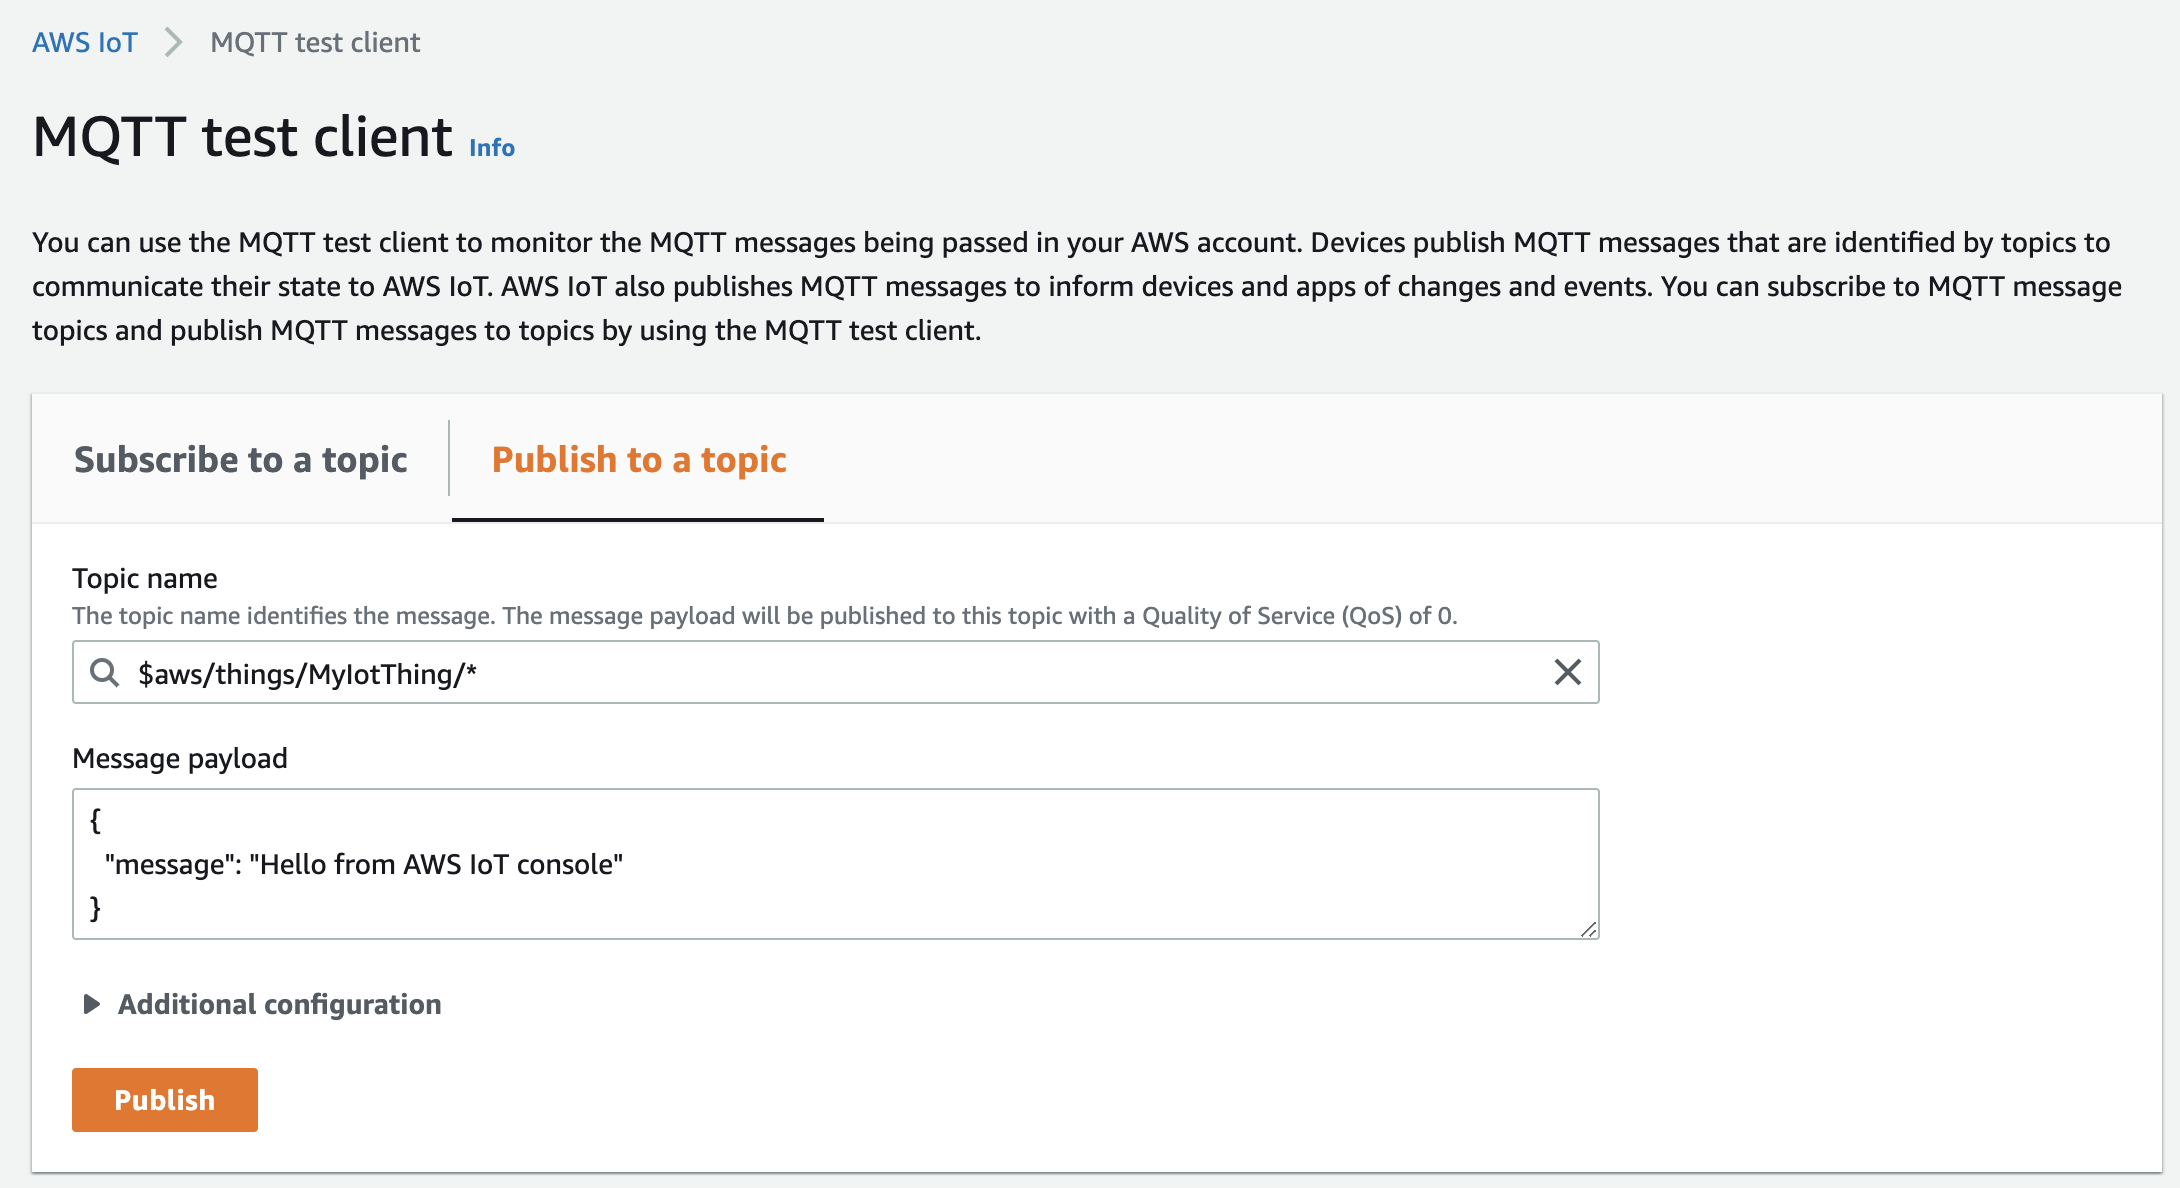 AWS IoT > MQTT test client
MQTT test client Info
You can use the MQTT test client to monitor the MQTT messages being passed in your AWS account. Devices publish MQTT messages that are identified by topics to
communicate their state to AWS IoT. AWS IoT also publishes MQTT messages to inform devices and apps of changes and events. You can subscribe to MQTT message
topics and publish MQTT messages to topics by using the MQTT test client.
Subscribe to a topic
Publish to a topic
Topic name
The topic name identifies the message. The message payload will be published to this topic with a Quality of Service (QoS) of 0.
$aws/things/MyIotThing/*
Message payload
{
  "message": "Hello from AWS IoT console"
}
Additional configuration
Publish